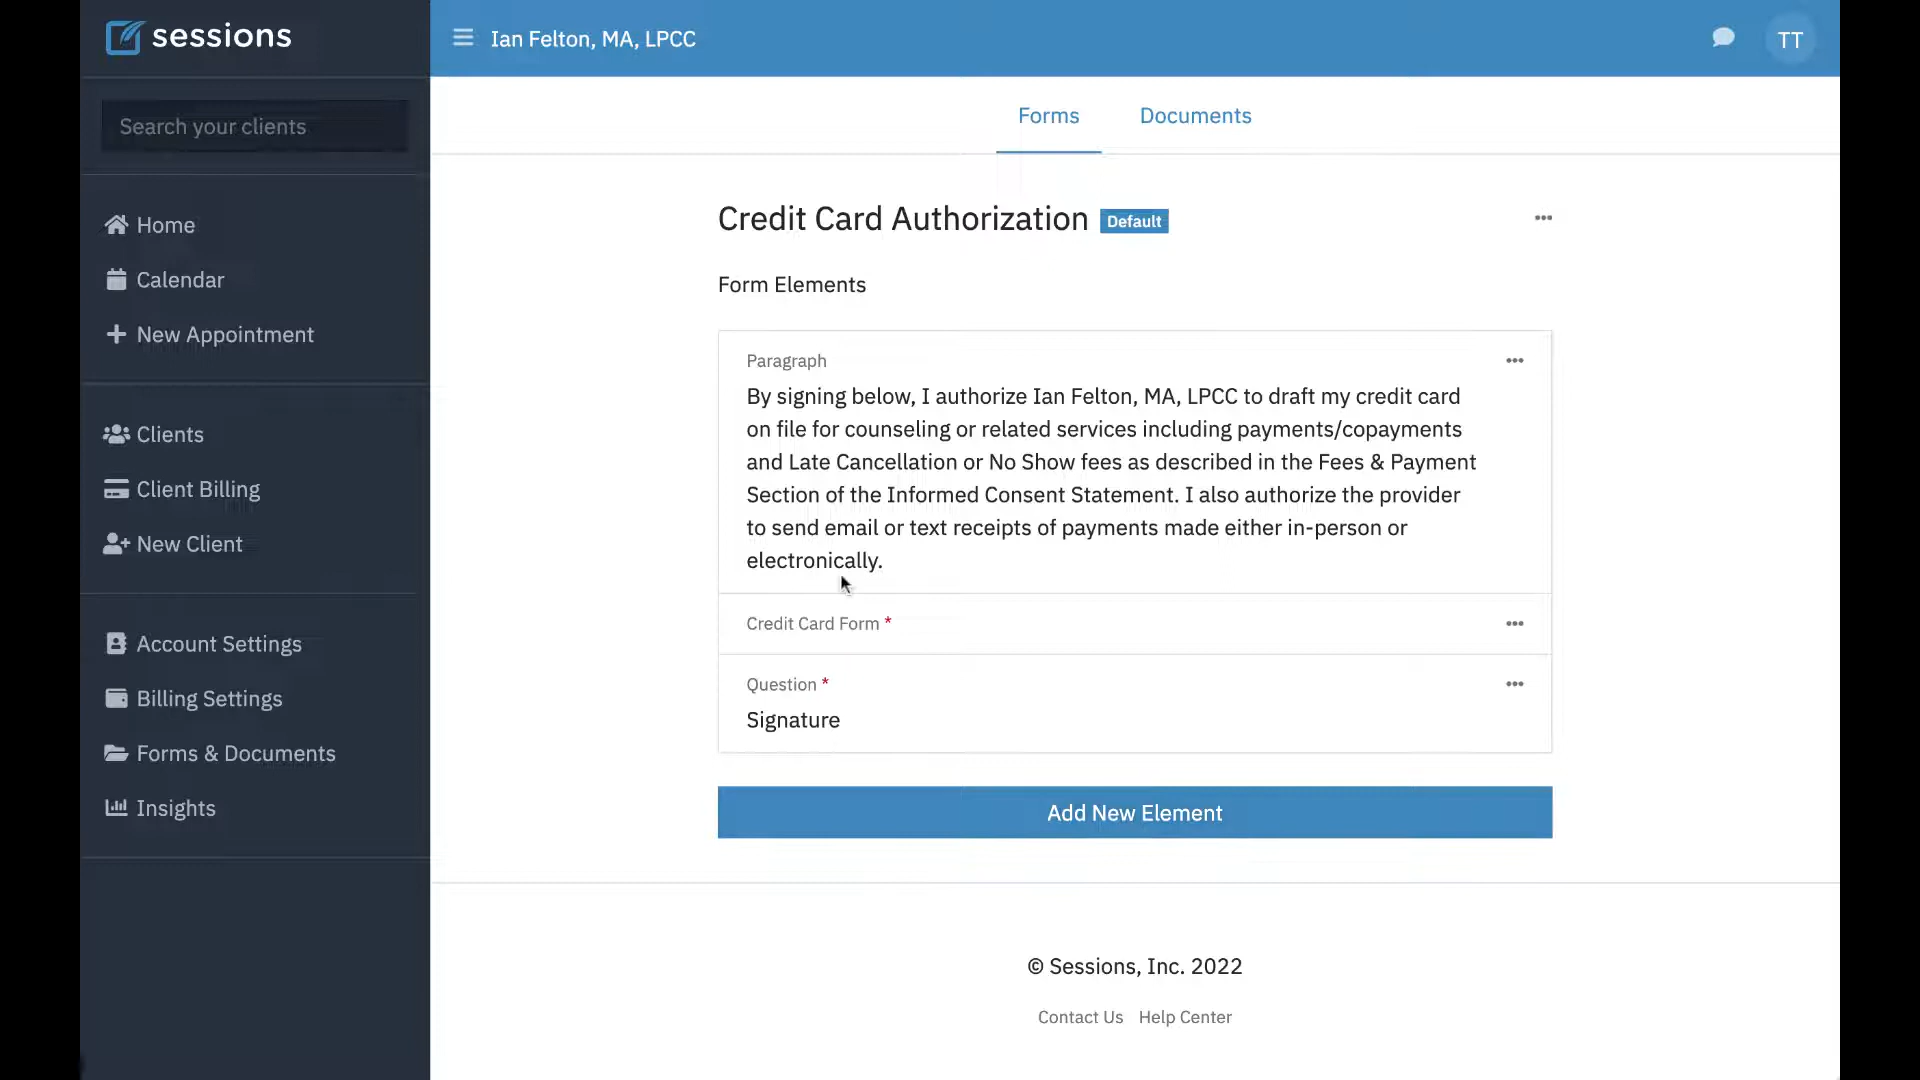 sessions
Ian Felton, MA, LPCC
TT
Search your clients
Home
Calendar
New Appointment
Clients
Client Billing
New Client
Account Settings
Billing Settings
Forms & Documents
Insights
Forms
Documents
Credit Card Authorization Default
Form Elements
Paragraph
By signing below, I authorize Ian Felton, MA, LPCC to draft my credit card
on file for counseling or related services including payments/copayments
and Late Cancellation or No Show fees as described in the Fees & Payment
Section of the Informed Consent Statement. I also authorize the provider
to send email or text receipts of payments made either in-person or
electronically.
Credit Card Form *
Question *
Signature
Add New Element
© Sessions, Inc. 2022
Contact Us Help Center